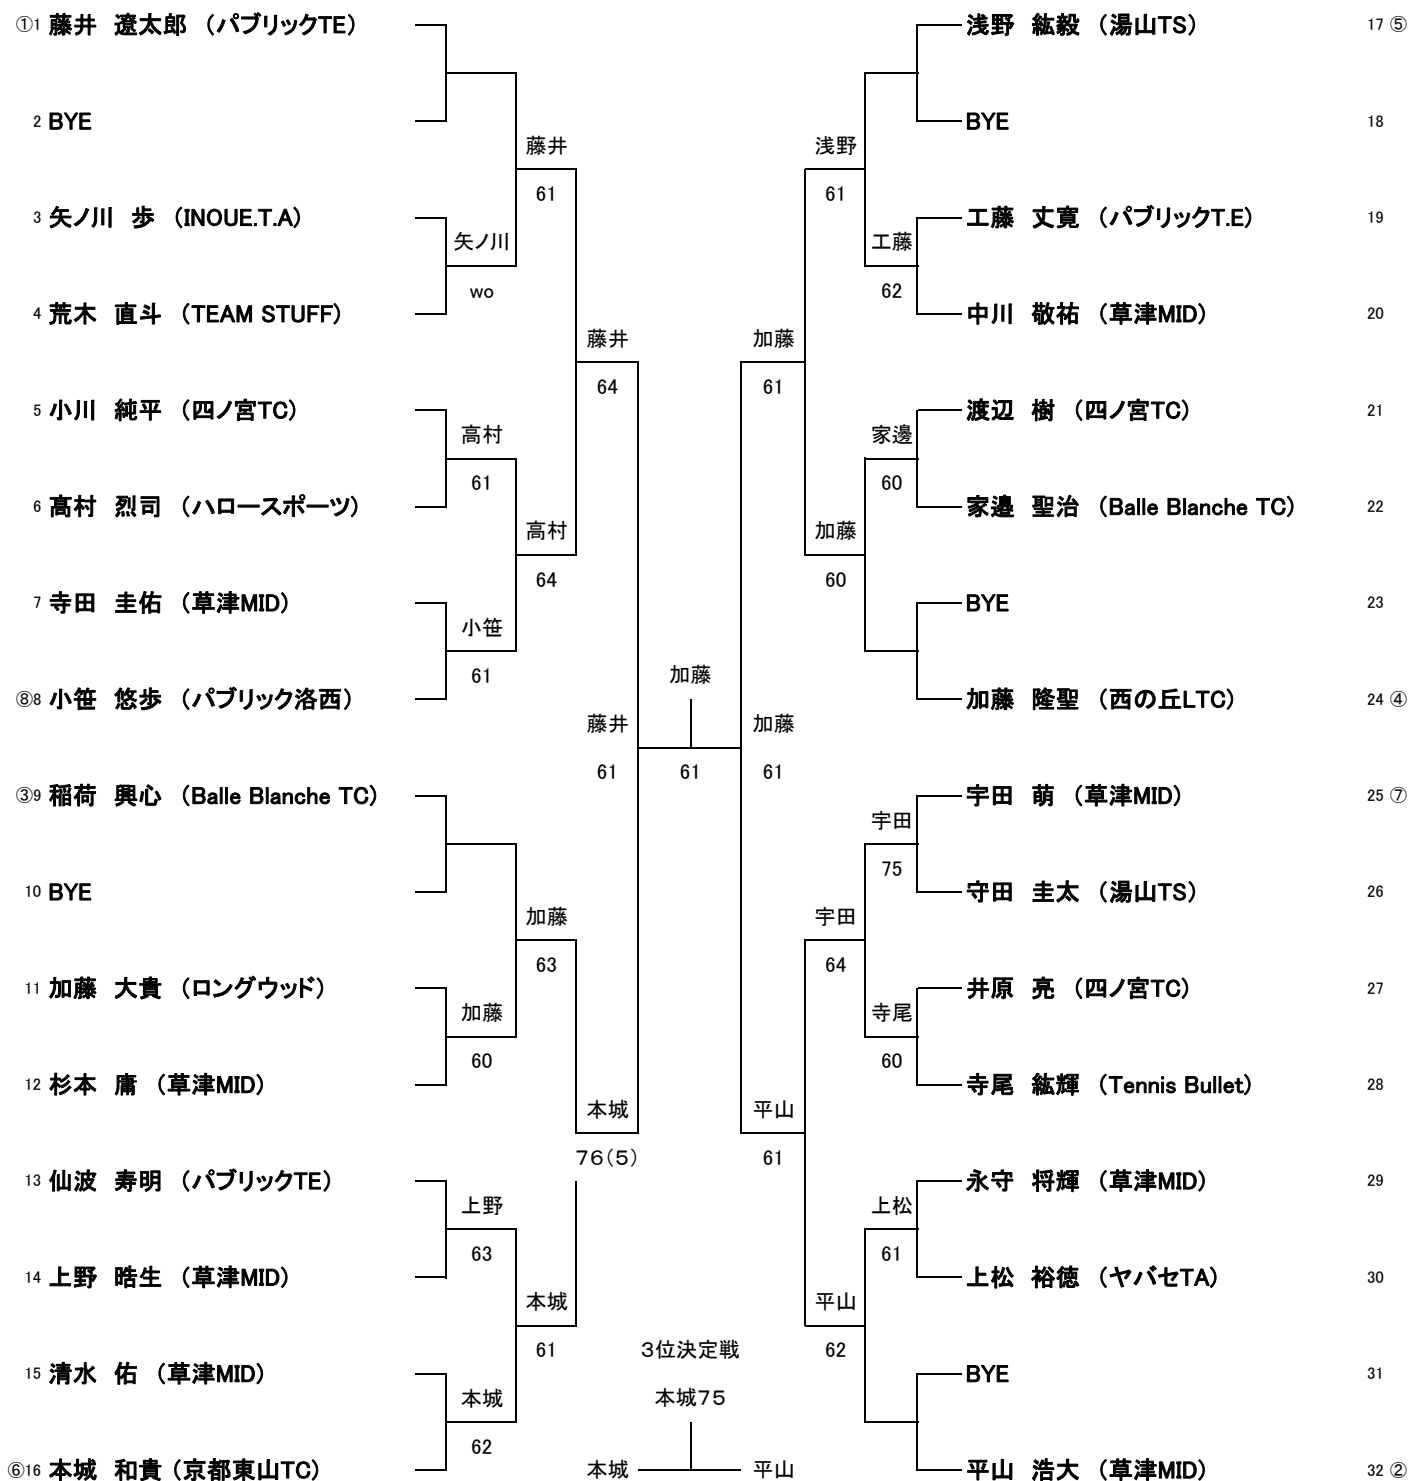 ①1 藤井 遼太郎 （パブリックTE） 浅野 紘毅 （湯山TS） 17 ⑤
2 BYE BYE 18
藤井 浅野
61 61
3 矢ノ川 歩 （INOUE.T.A） 工藤 丈寛 （パブリックT.E） 19
矢ノ川 工藤
wo 62
4 荒木 直斗 （TEAM STUFF） 中川 敬祐 （草津MID） 20
藤井 加藤
64 61
5 小川 純平 （四ノ宮TC） 渡辺 樹 （四ノ宮TC） 21
高村 家邊
61 60
6 髙村 烈司 （ハロースポーツ） 家邉 聖治 （Balle Blanche TC） 22
高村 加藤
64 60
7 寺田 圭佑 （草津MID） BYE 23
小笹
61 加藤
⑧8 小笹 悠歩 （パブリック洛西） 加藤 隆聖 （西の丘LTC） 24 ④
藤井 加藤
61 61 61
③9 稲荷 興心 （Balle Blanche TC） 宇田 萌 （草津MID） 25 ⑦
宇田
75
10 BYE 守田 圭太 （湯山TS） 26
加藤 宇田
63 64
11 加藤 大貴 （ロングウッド） 井原 亮 （四ノ宮TC） 27
加藤 寺尾
60 60
12 杉本 庸 （草津MID） 寺尾 紘輝 （Tennis Bullet） 28
本城 平山
76（5） 61
13 仙波 寿明 （パブリックTE） 永守 将輝 （草津MID） 29
上野 上松
63 61
14 上野 晧生 （草津MID） 上松 裕徳 （ヤバセTA） 30
本城 平山
61 3位決定戦 62
15 清水 佑 （草津MID） BYE 31
本城 本城75
62
⑥16 本城 和貴 （京都東山TC） 本城 平山 平山 浩大 （草津MID） 32 ②